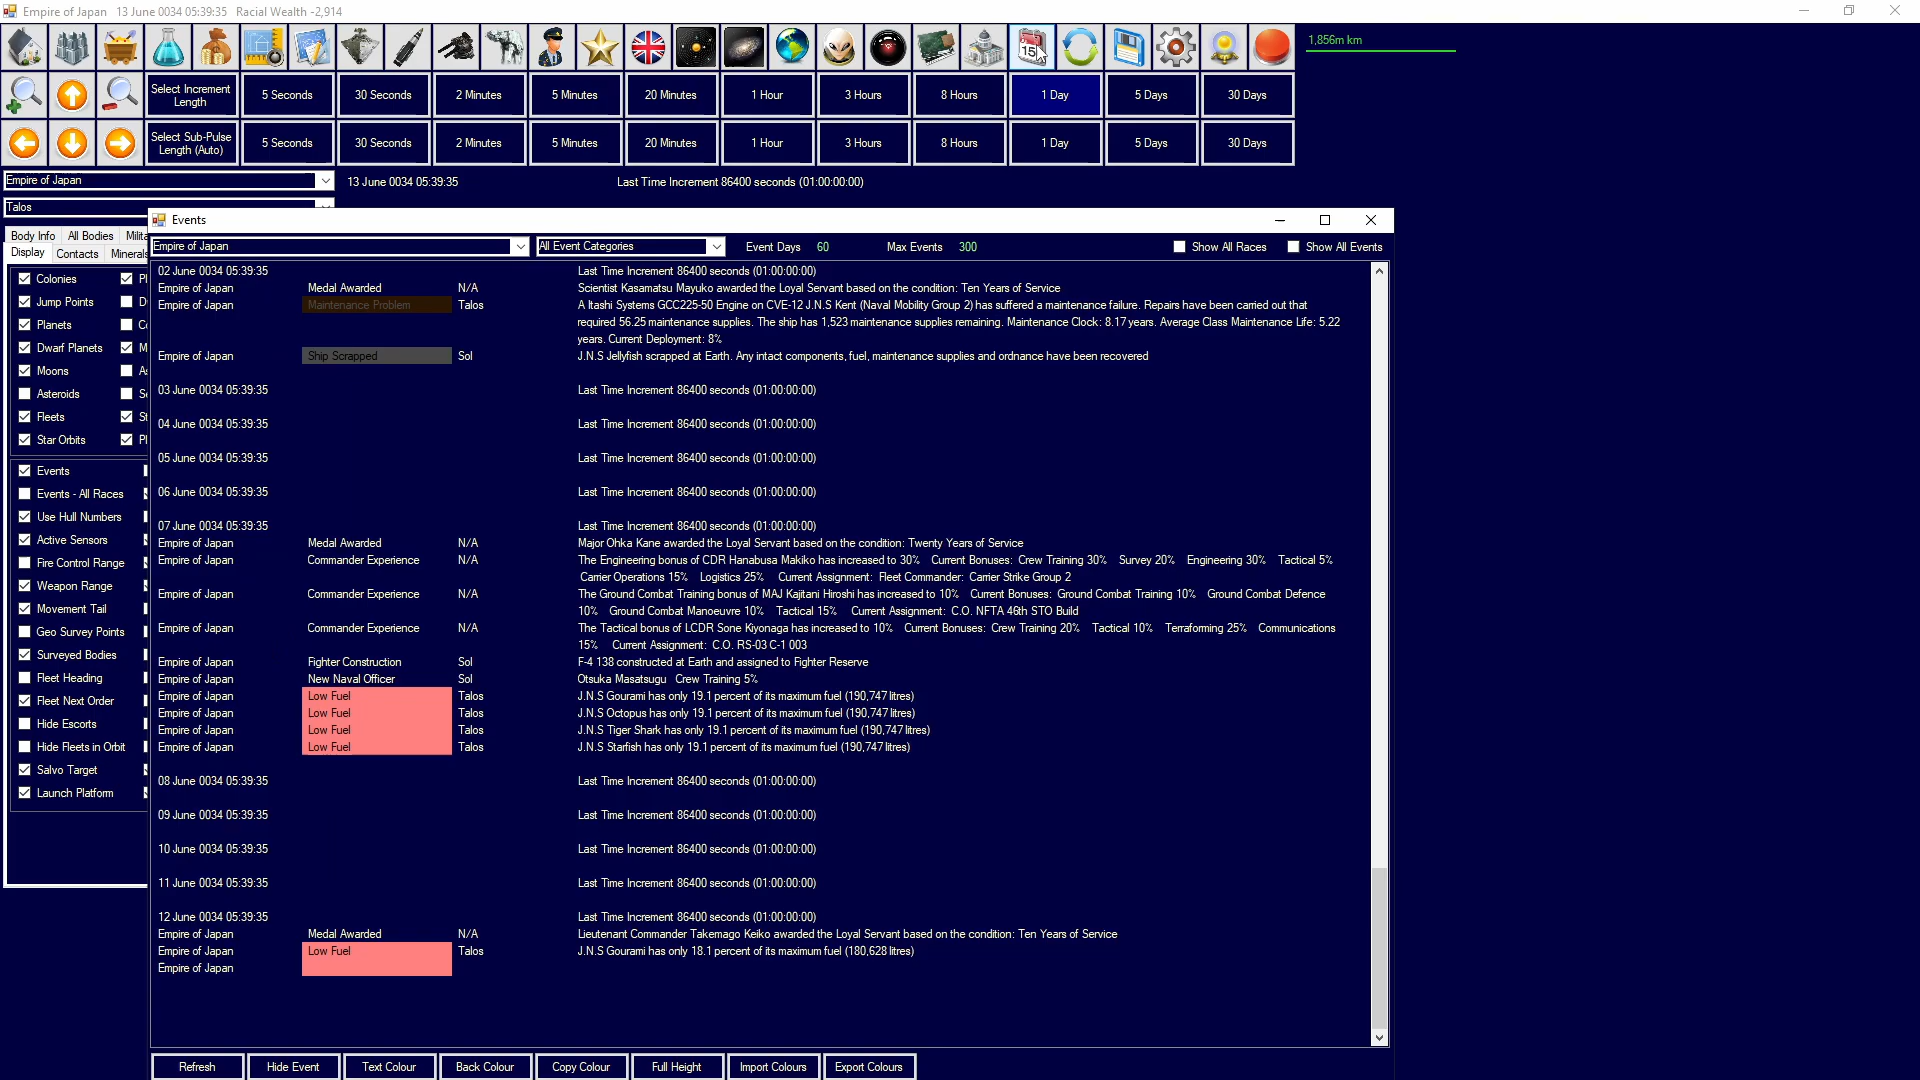 Empire of Japan   13 June 0034 05:39:35   Racial Wealth -2,914
1,856m km
15
Select Increment Length
5 Seconds
30 Seconds
2 Minutes
5 Minutes
20 Minutes
1 Hour
3 Hours
8 Hours
1 Day
5 Days
30 Days
Select Sub-Pulse Length (Auto)
5 Seconds
30 Seconds
2 Minutes
5 Minutes
20 Minutes
1 Hour
3 Hours
8 Hours
1 Day
5 Days
30 Days
Empire of Japan
13 June 0034 05:39:35
Last Time Increment 86400 seconds (01:00:00:00)
Talos
Body Info
All Bodies
Display
Contacts
Minerals
Colonies
Jump Points
Planets
Dwarf Planets
Moons
Asteroids
Fleets
Star Orbits
Events
Events - All Races
Use Hull Numbers
Active Sensors
Fire Control Range
Weapon Range
Movement Tail
Geo Survey Points
Surveyed Bodies
Fleet Heading
Fleet Next Order
Hide Escorts
Hide Fleets in Orbit
Salvo Target
Launch Platform
Events
Empire of Japan
All Event Categories
Event Days 60
Max Events 300
Show All Races
Show All Events
02 June 0034 05:39:35 Last Time Increment 86400 seconds (01:00:00:00)
Empire of Japan Medal Awarded N/A Scientist Kasamatsu Mayuko awarded the Loyal Servant based on the condition: Ten Years of Service
Empire of Japan Maintenance Problem Talos A Itashi Systems GCC225-50 Engine on CVE-12 J.N.S Kent (Naval Mobility Group 2) has suffered a maintenance failure. Repairs have been carried out that
required 56.25 maintenance supplies. The ship has 1,523 maintenance supplies remaining. Maintenance Clock: 8.17 years. Average Class Maintenance Life: 5.22
years. Current Deployment: 8%
Empire of Japan Ship Scrapped Sol J.N.S Jellyfish scrapped at Earth. Any intact components, fuel, maintenance supplies and ordnance have been recovered
03 June 0034 05:39:35 Last Time Increment 86400 seconds (01:00:00:00)
04 June 0034 05:39:35 Last Time Increment 86400 seconds (01:00:00:00)
05 June 0034 05:39:35 Last Time Increment 86400 seconds (01:00:00:00)
06 June 0034 05:39:35 Last Time Increment 86400 seconds (01:00:00:00)
07 June 0034 05:39:35 Last Time Increment 86400 seconds (01:00:00:00)
Empire of Japan Medal Awarded N/A Major Ohka Kane awarded the Loyal Servant based on the condition: Twenty Years of Service
Empire of Japan Commander Experience N/A The Engineering bonus of CDR Hanabusa Makiko has increased to 30% Current Bonuses: Crew Training 30% Survey 20% Engineering 30% Tactical 5%
Carrier Operations 15% Logistics 25% Current Assignment: Fleet Commander: Carrier Strike Group 2
Empire of Japan Commander Experience N/A The Ground Combat Training bonus of MAJ Kajitani Hiroshi has increased to 10% Current Bonuses: Ground Combat Training 10% Ground Combat Defence
10% Ground Combat Manoeuvre 10% Tactical 15% Current Assignment: C.O. NFTA 46th STO Build
Empire of Japan Commander Experience N/A The Tactical bonus of LCDR Sone Kiyonaga has increased to 10% Current Bonuses: Crew Training 20% Tactical 10% Terraforming 25% Communications
15% Current Assignment: C.O. RS-03 C-1 003
Empire of Japan Fighter Construction Sol F-4 138 constructed at Earth and assigned to Fighter Reserve
Empire of Japan New Naval Officer Sol Otsuka Masatsugu Crew Training 5%
Empire of Japan Low Fuel Talos J.N.S Gourami has only 19.1 percent of its maximum fuel (190,747 litres)
Empire of Japan Low Fuel Talos J.N.S Octopus has only 19.1 percent of its maximum fuel (190,747 litres)
Empire of Japan Low Fuel Talos J.N.S Tiger Shark has only 19.1 percent of its maximum fuel (190,747 litres)
Empire of Japan Low Fuel Talos J.N.S Starfish has only 19.1 percent of its maximum fuel (190,747 litres)
08 June 0034 05:39:35 Last Time Increment 86400 seconds (01:00:00:00)
09 June 0034 05:39:35 Last Time Increment 86400 seconds (01:00:00:00)
10 June 0034 05:39:35 Last Time Increment 86400 seconds (01:00:00:00)
11 June 0034 05:39:35 Last Time Increment 86400 seconds (01:00:00:00)
12 June 0034 05:39:35 Last Time Increment 86400 seconds (01:00:00:00)
Empire of Japan Medal Awarded N/A Lieutenant Commander Takemago Keiko awarded the Loyal Servant based on the condition: Ten Years of Service
Empire of Japan Low Fuel Talos J.N.S Gourami has only 18.1 percent of its maximum fuel (180,628 litres)
Empire of Japan
Refresh
Hide Event
Text Colour
Back Colour
Copy Colour
Full Height
Import Colours
Export Colours